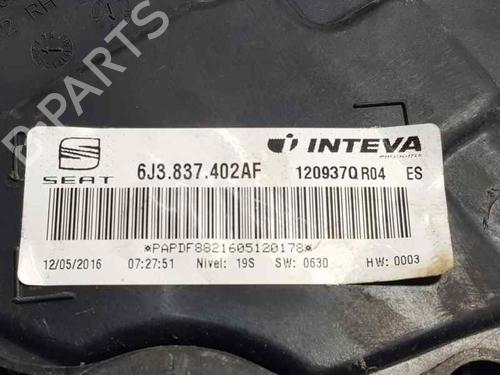 RH
B-PARTS
SEAT
6J3.837.402AF
INTEVA
PRODUCTS
120937Q R04 ES
*PAPDF8821605120178*
12/05/2016 07:27:51 Nivel: 19S SW: 0630 HW: 0003